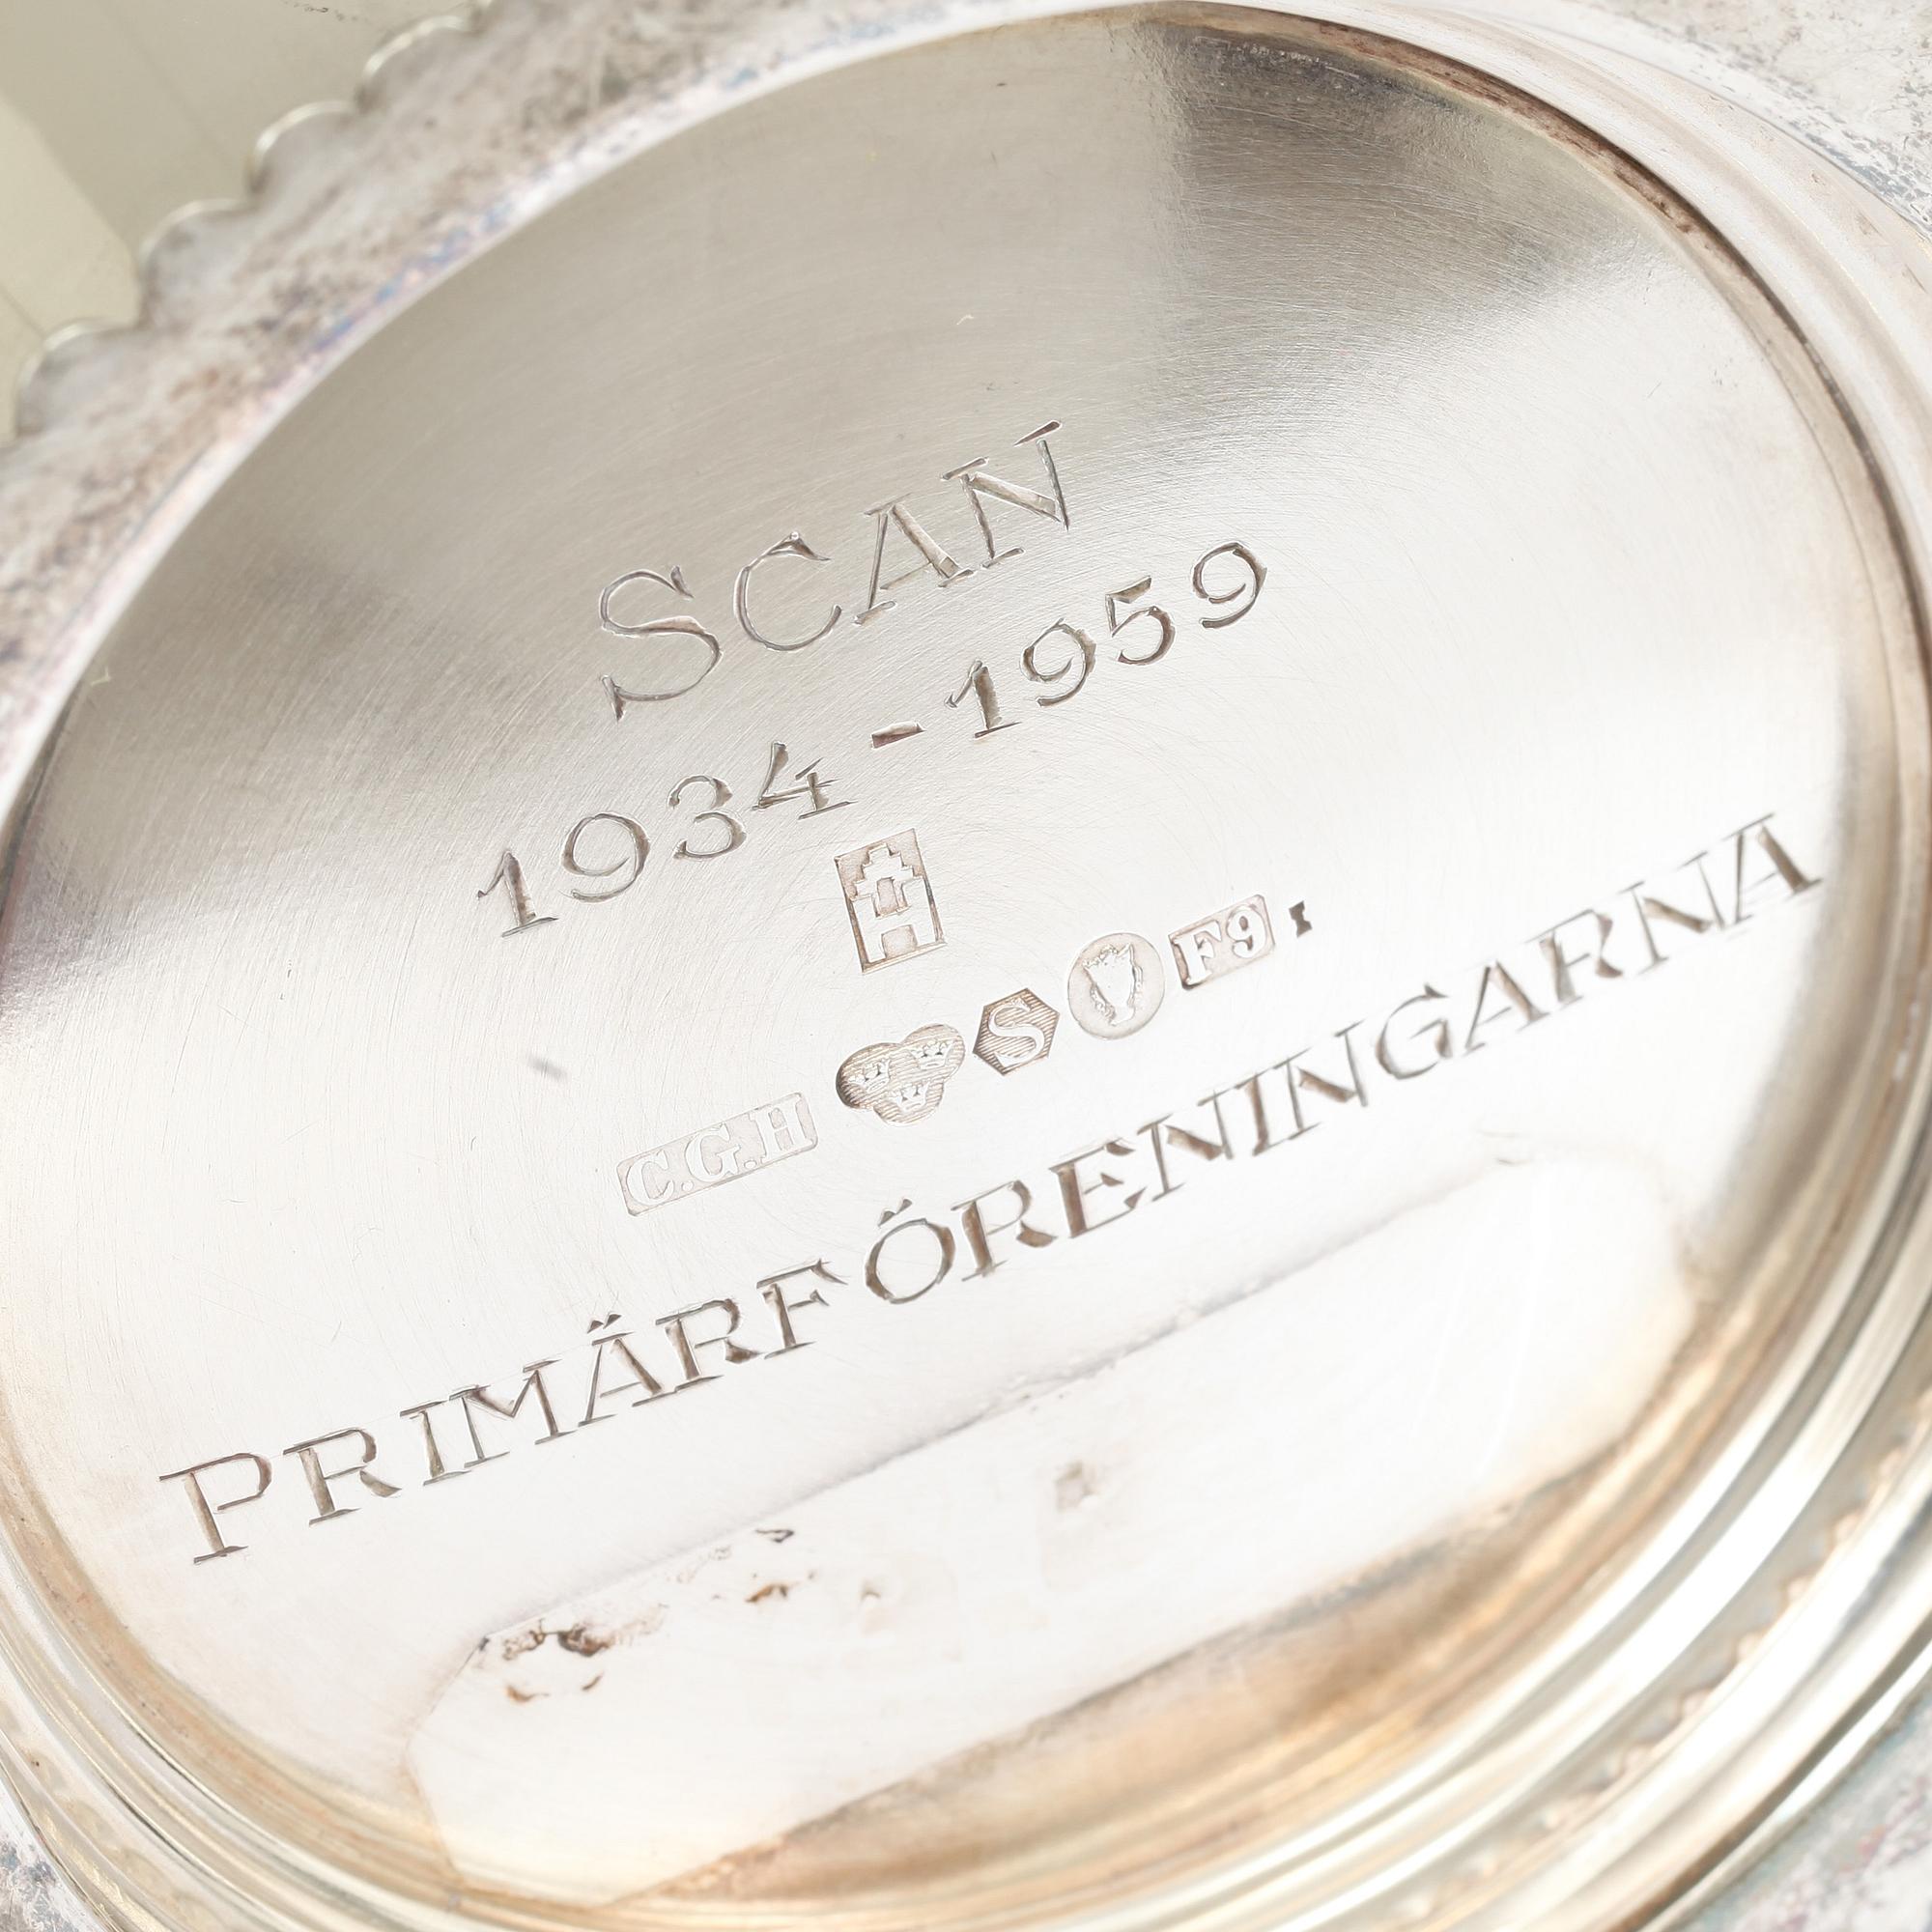 SCAN
1934-1959
H
C.G.H S F9
PRIMÄRFÖRENINGARNA